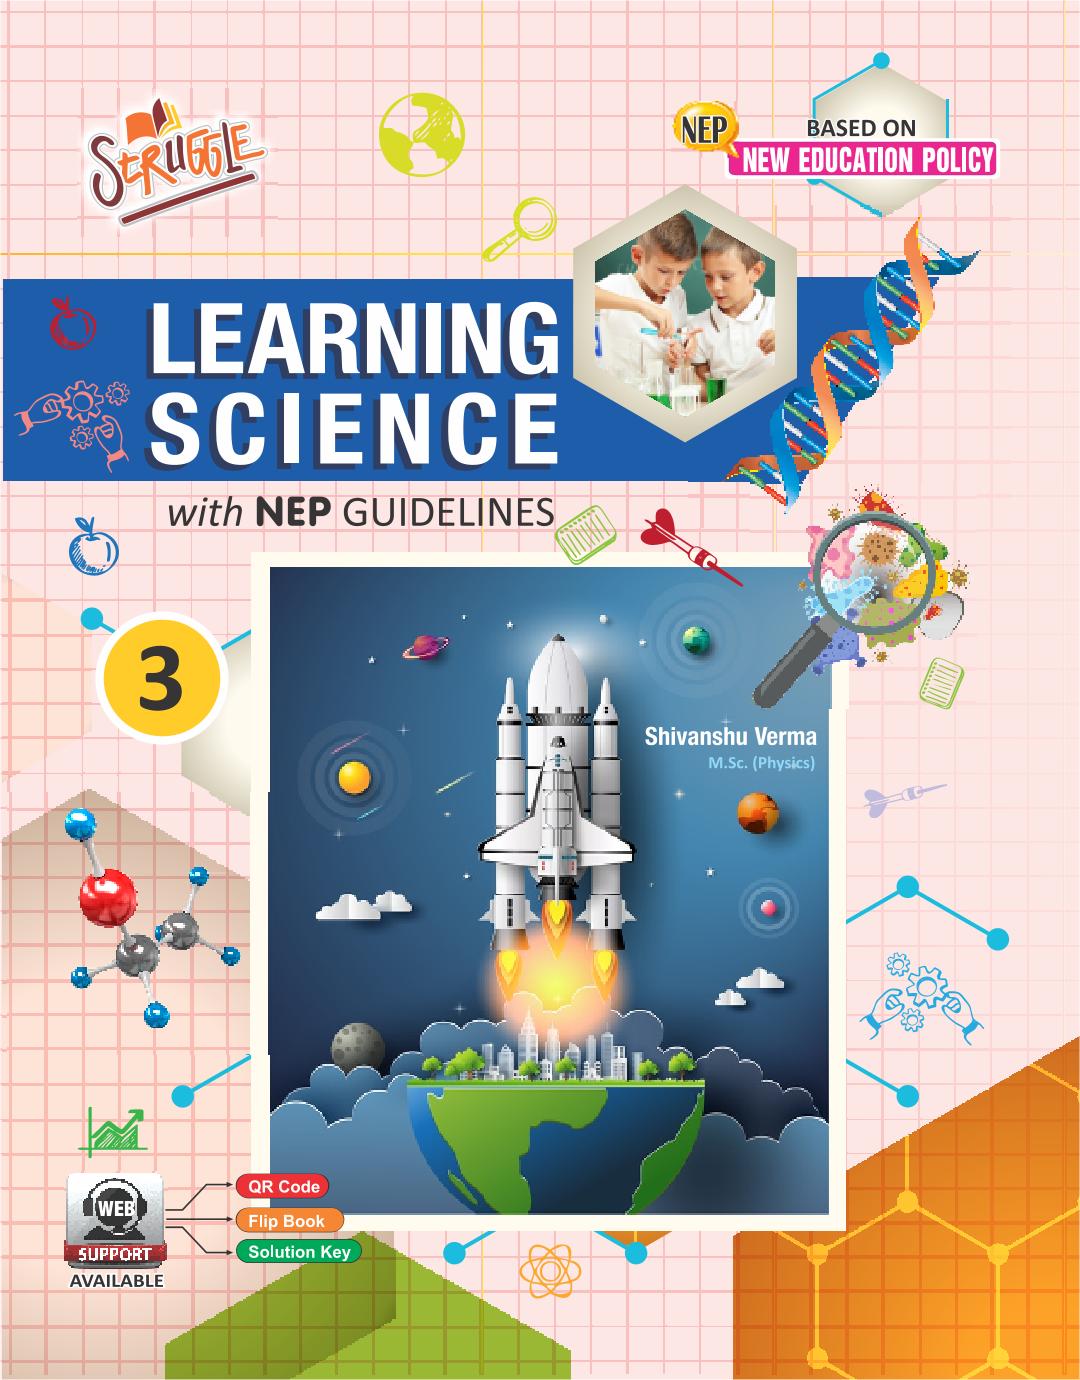 STRUGGLE
NEP
BASED ON
NEW EDUCATION POLICY
LEARNING
SCIENCE
with NEP GUIDELINES
3
Shivanshu Verma
M.Sc. (Physics)
WEB
SUPPORT
AVAILABLE
QR Code
Flip Book
Solution Key